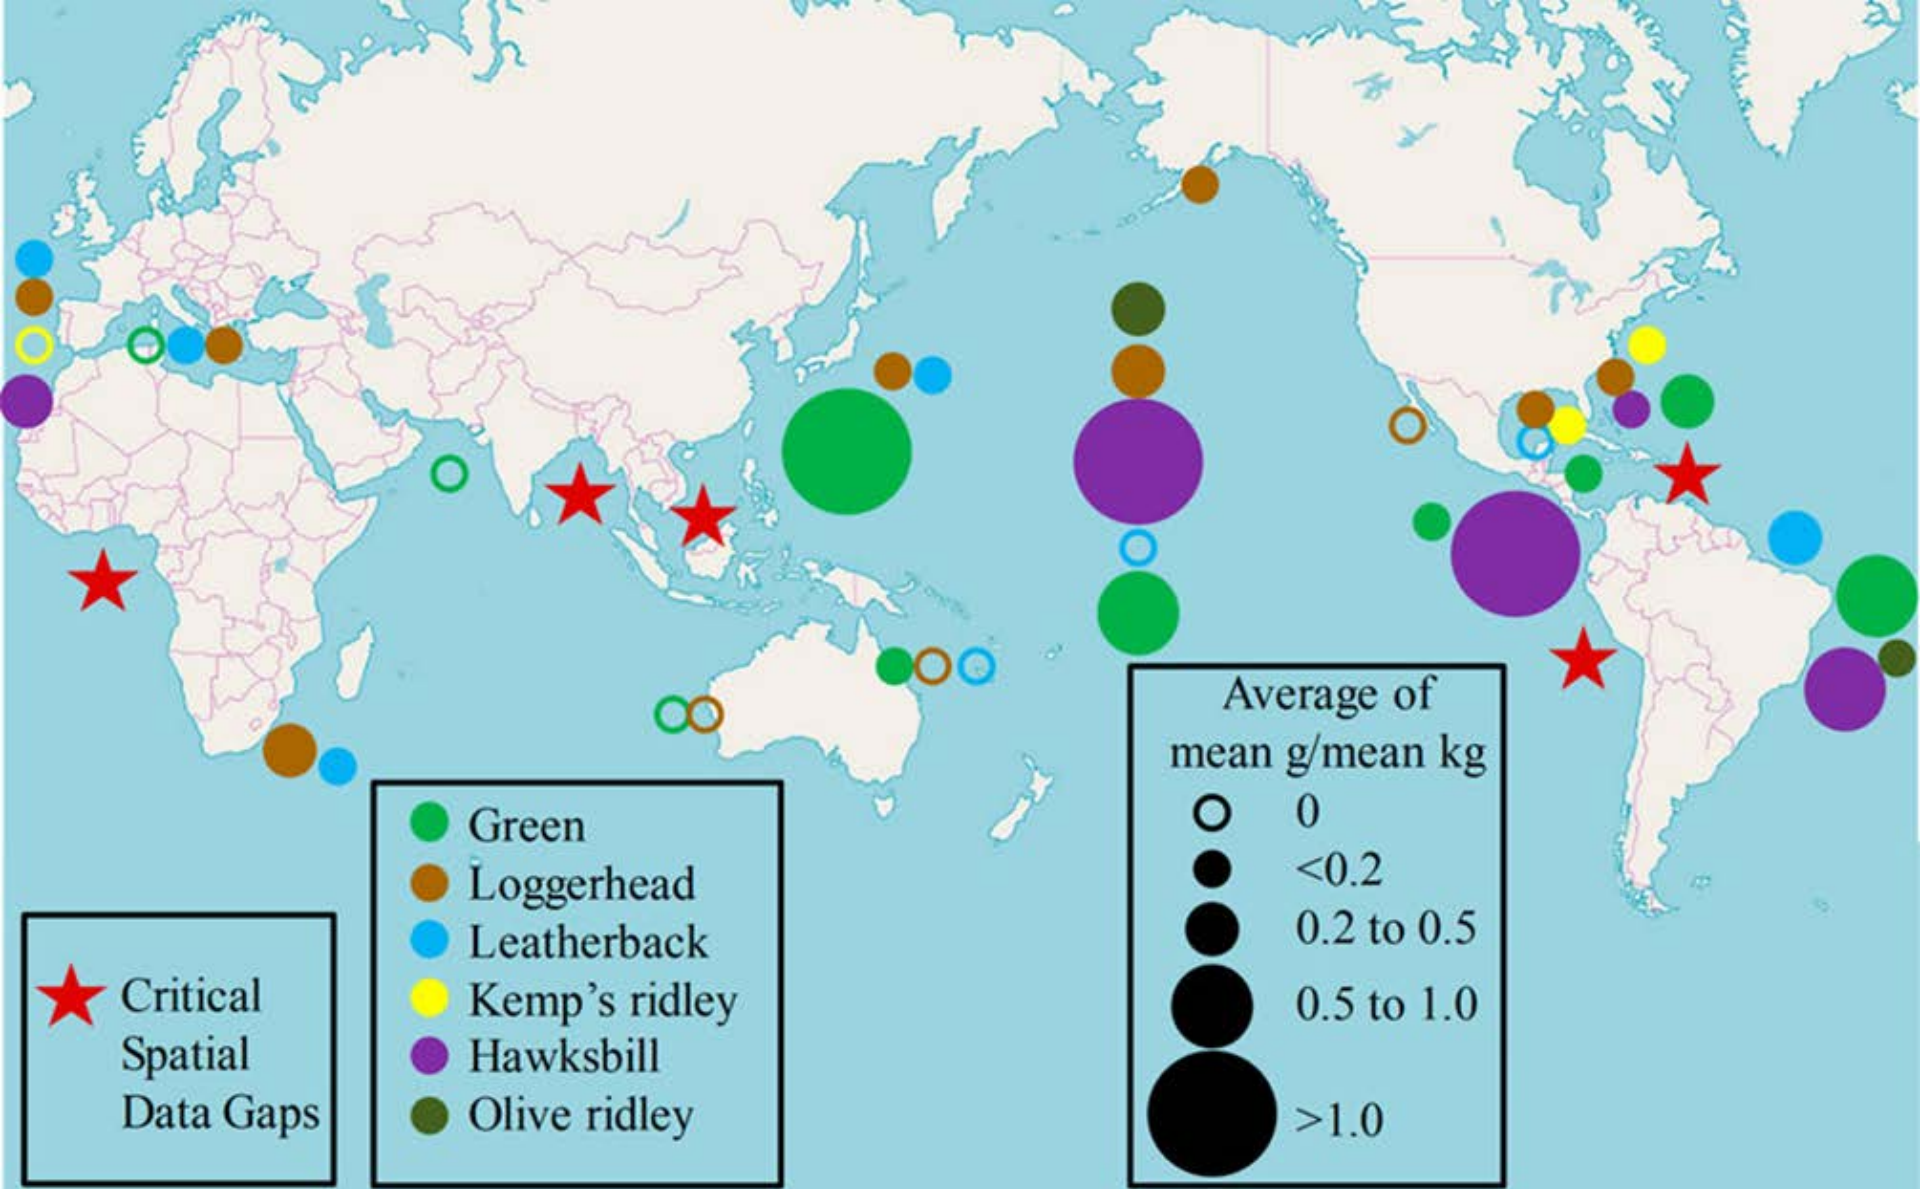 Average of
mean g/mean kg
0
<0.2
0.2 to 0.5
0.5 to 1.0
>1.0
Green
Loggerhead
Leatherback
Kemp's ridley
Hawksbill
Olive ridley
Critical
Spatial
Data Gaps